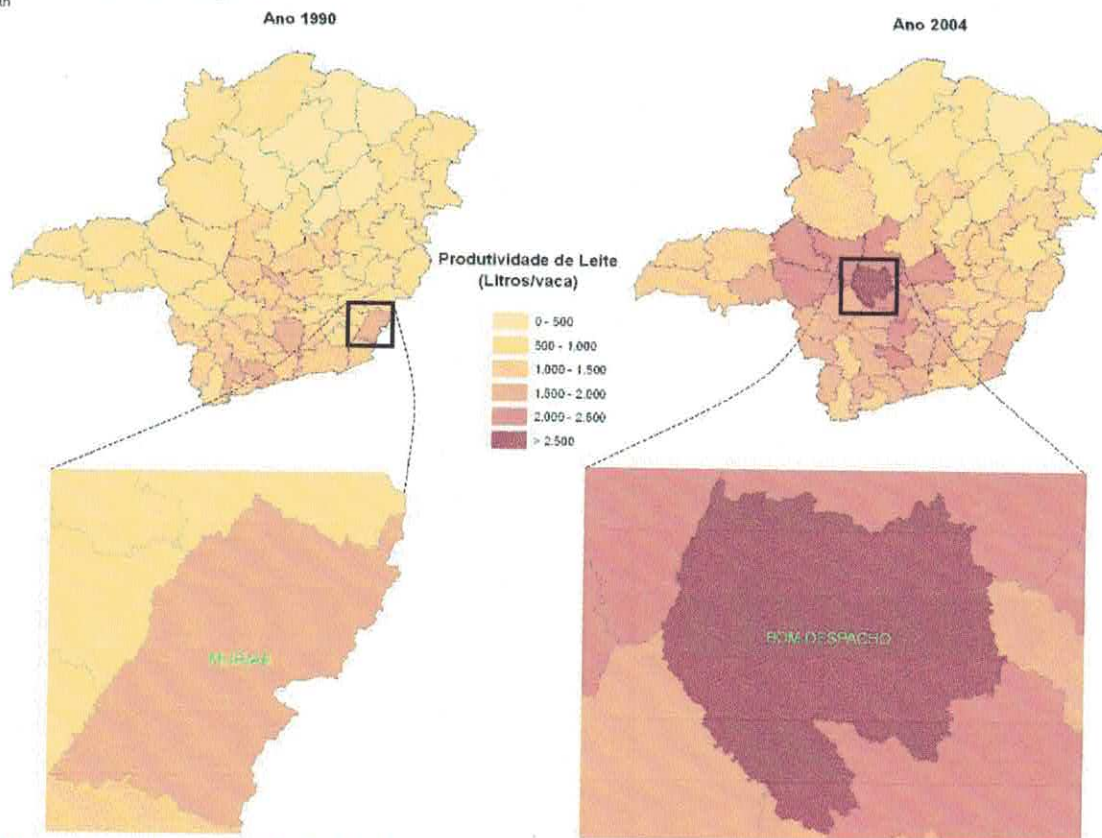 Ano 1990
Ano 2004
Produtividade de Leite
(Litros/vaca)
0 - 500
500 - 1.000
1.000 - 1.500
1.500 - 2.000
2.000 - 2.500
> 2.500
BOM DESPACHO